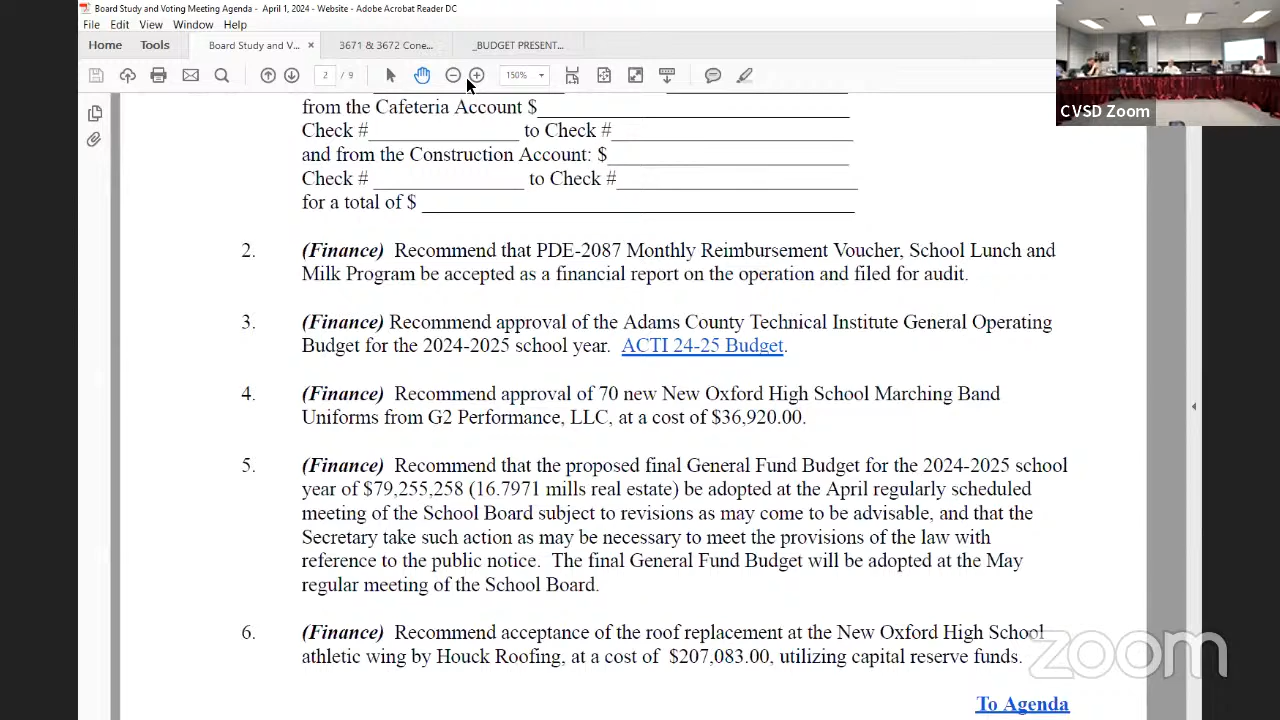 Board Study and Voting Meeting Agenda - April 1, 2024 - Website - Adobe Acrobat Reader DC
File Edit View Window Help
Home Tools Board Study and V... × 3671 & 3672 Cone... _BUDGET PRESENT...
2 / 9 150%
CVSD Zoom
from the Cafeteria Account $
Check # to Check #
and from the Construction Account: $
Check # to Check #
for a total of $
2. (Finance) Recommend that PDE-2087 Monthly Reimbursement Voucher, School Lunch and
Milk Program be accepted as a financial report on the operation and filed for audit.
3. (Finance) Recommend approval of the Adams County Technical Institute General Operating
Budget for the 2024-2025 school year. ACTI 24-25 Budget.
4. (Finance) Recommend approval of 70 new New Oxford High School Marching Band
Uniforms from G2 Performance, LLC, at a cost of $36,920.00.
5. (Finance) Recommend that the proposed final General Fund Budget for the 2024-2025 school
year of $79,255,258 (16.7971 mills real estate) be adopted at the April regularly scheduled
meeting of the School Board subject to revisions as may come to be advisable, and that the
Secretary take such action as may be necessary to meet the provisions of the law with
reference to the public notice. The final General Fund Budget will be adopted at the May
regular meeting of the School Board.
6. (Finance) Recommend acceptance of the roof replacement at the New Oxford High School
athletic wing by Houck Roofing, at a cost of $207,083.00, utilizing capital reserve funds.
zoom
To Agenda